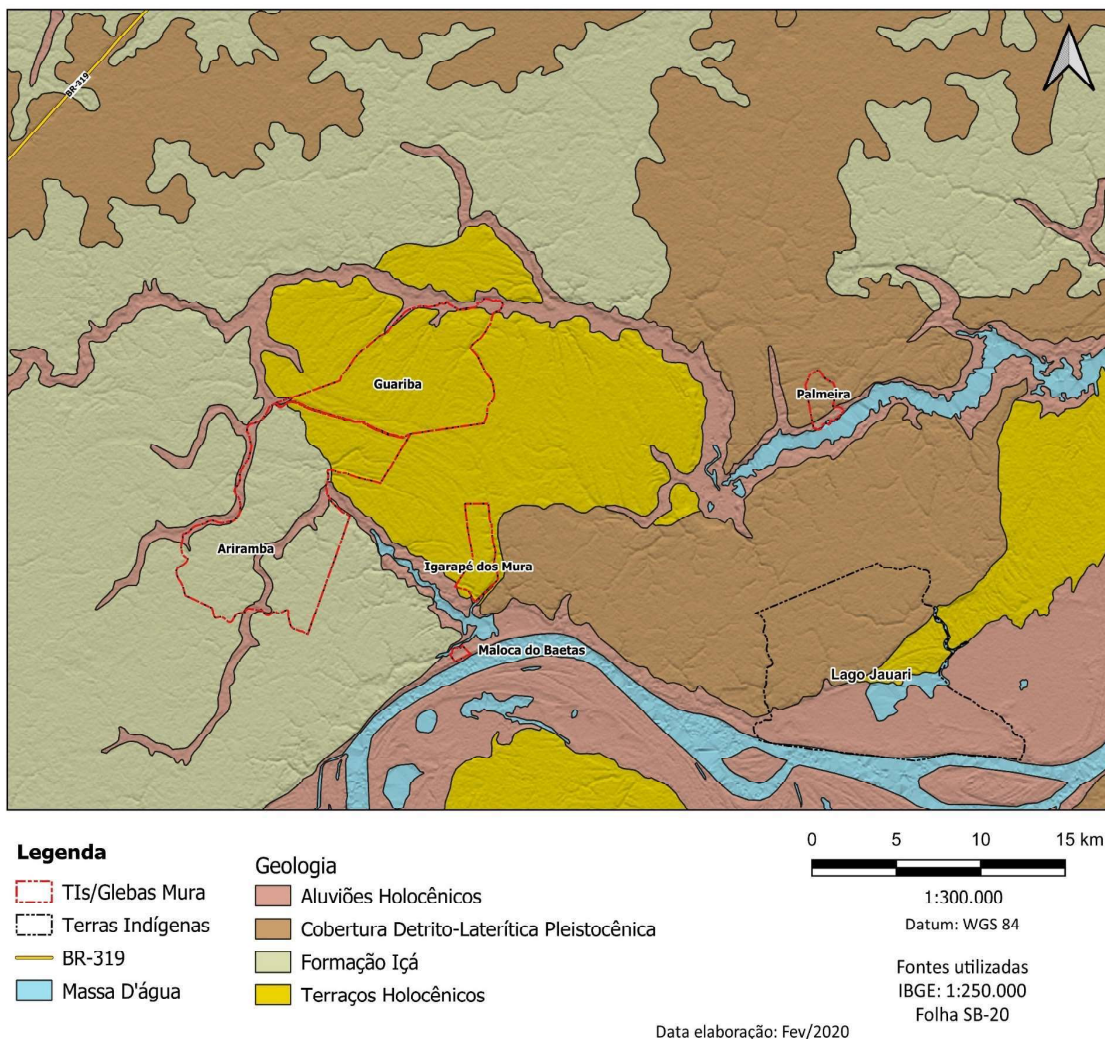 BR-319
Guariba
Palmeira
Ariramba
Igarapé dos Mura
Maloca do Baetas
Lago Jauari
Legenda
TIs/Glebas Mura
Terras Indígenas
BR-319
Massa D'água
Geologia
Aluviões Holocênicos
Cobertura Detrito-Laterítica Pleistocênica
Formação Içá
Terraços Holocênicos
0 5 10 15 km
1:300.000
Datum: WGS 84
Fontes utilizadas
IBGE: 1:250.000
Folha SB-20
Data elaboração: Fev/2020